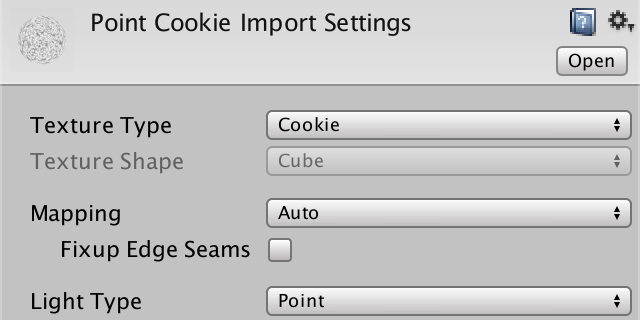 Point Cookie Import Settings
Open
Texture Type Cookie
Texture Shape Cube
Mapping Auto
Fixup Edge Seams
Light Type Point